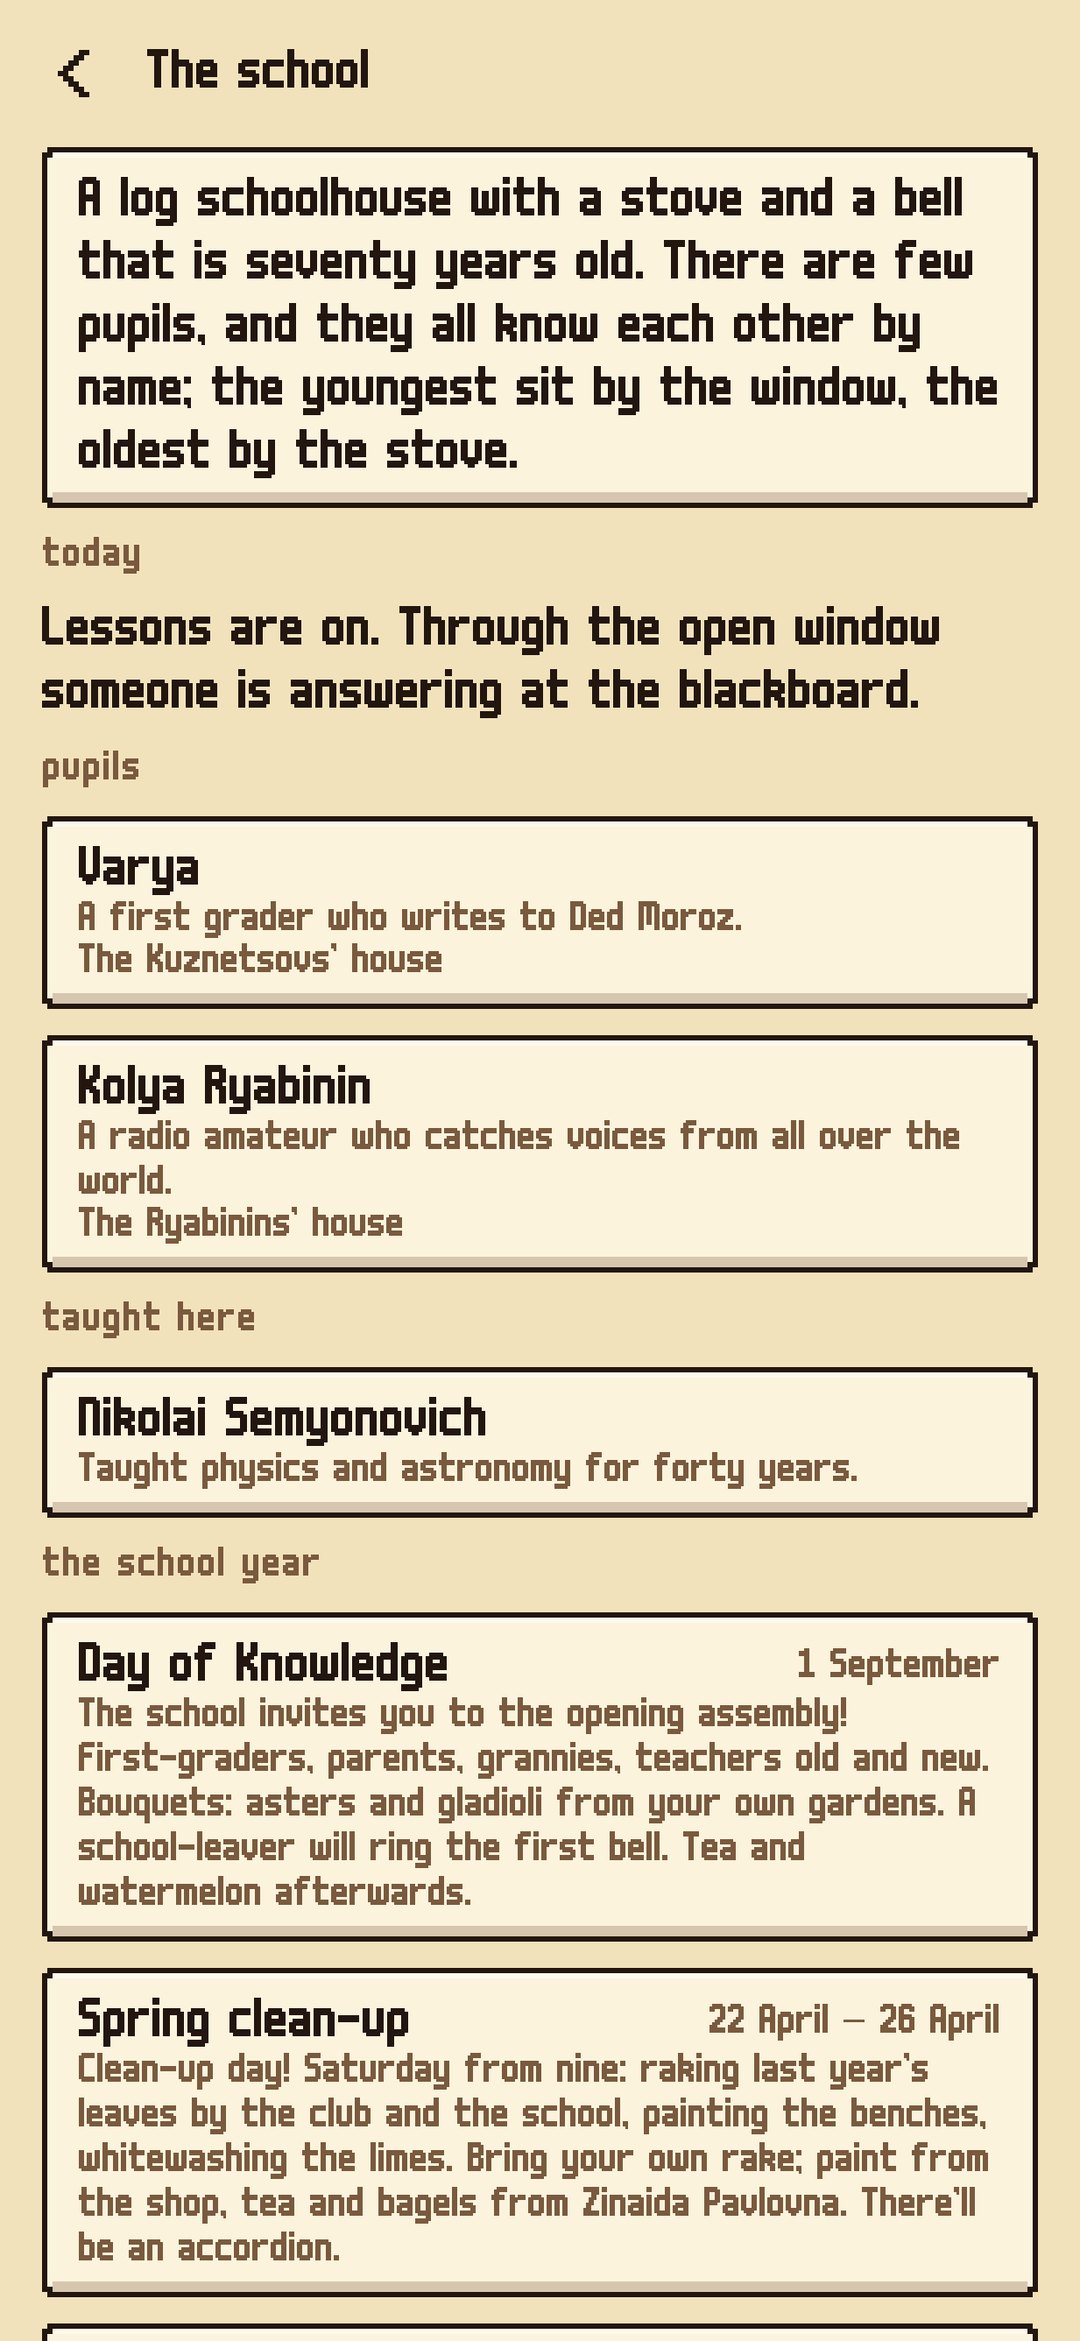 The school
A log schoolhouse with a stove and a bell
that is seventy years old. There are few
pupils, and they all know each other by
name; the youngest sit by the window, the
oldest by the stove.
today
Lessons are on. Through the open window
someone is answering at the blackboard.
pupils
Varya
A first grader who writes to Ded Moroz.
The Kuznetsovs' house
Kolya Ryabinin
A radio amateur who catches voices from all over the
world.
The Ryabinins' house
taught here
Nikolai Semyonovich
Taught physics and astronomy for forty years.
the school year
Day of Knowledge 1 September
The school invites you to the opening assembly!
First-graders, parents, grannies, teachers old and new.
Bouquets: asters and gladioli from your own gardens. A
school-leaver will ring the first bell. Tea and
watermelon afterwards.
Spring clean-up 22 April – 26 April
Clean-up day! Saturday from nine: raking last year's
leaves by the club and the school, painting the benches,
whitewashing the limes. Bring your own rake; paint from
the shop, tea and bagels from Zinaida Pavlovna. There'll
be an accordion.